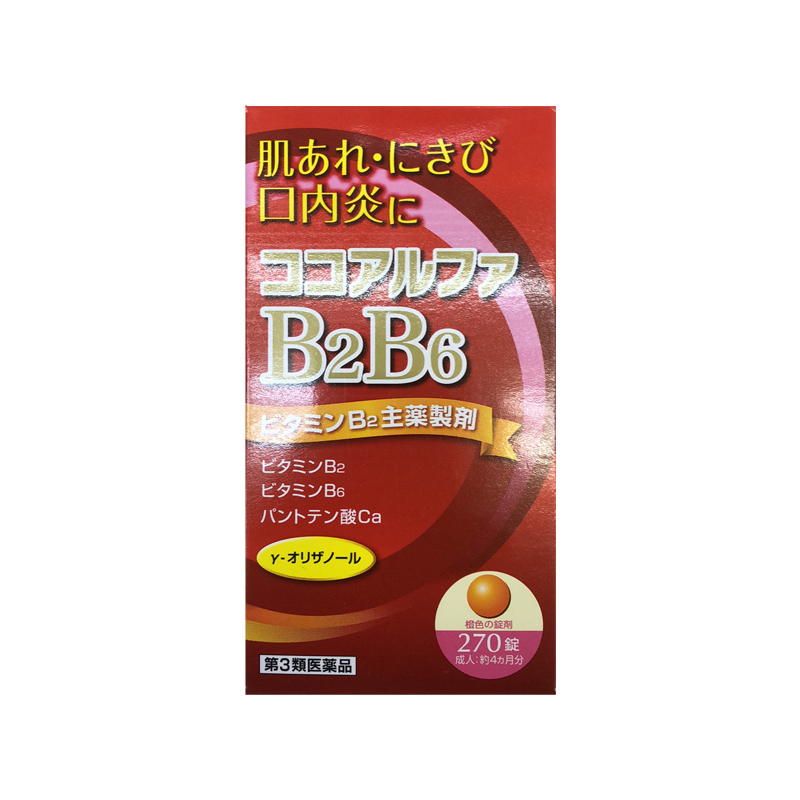 肌あれ・にきび
口内炎に
ココアルファ
B2B6
ビタミンB2主薬製剤
ビタミンB2
ビタミンB6
パントテン酸Ca
γ-オリザノール
橙色の錠剤
270錠
成人:約4ヵ月分
第3類医薬品